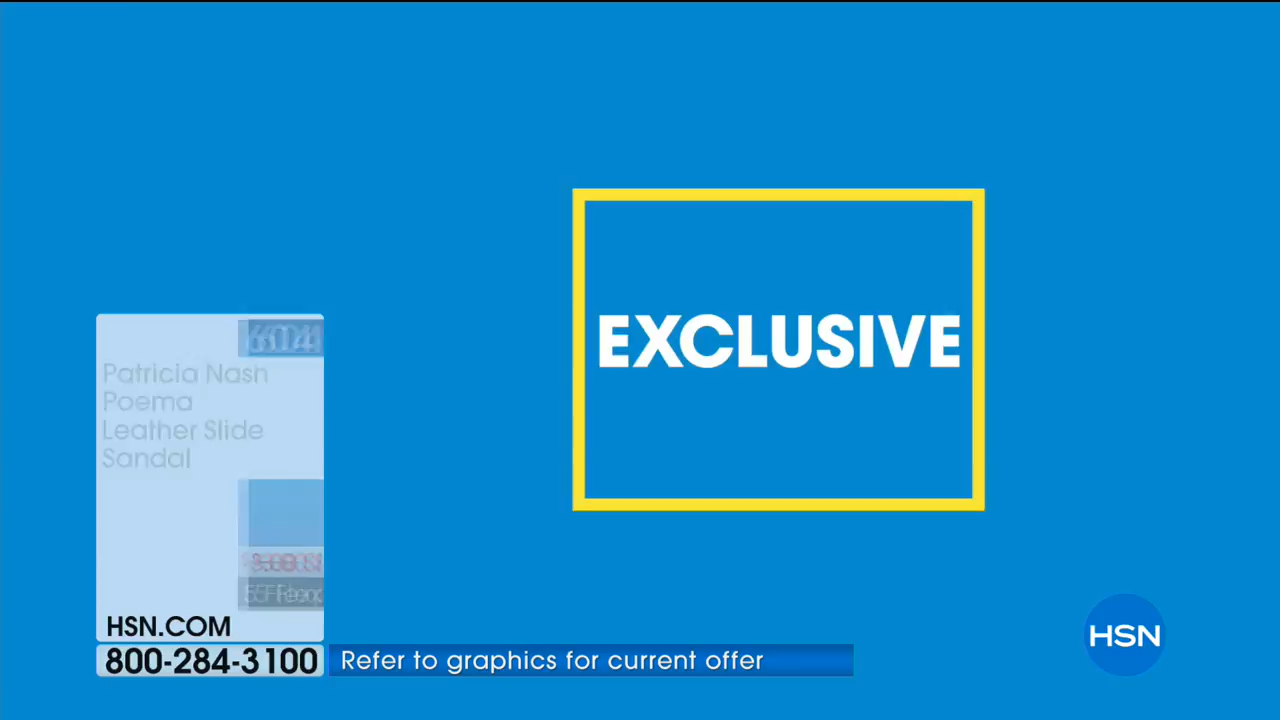 EXCLUSIVE
Patricia Nash
Poema
Leather Slide
Sandal
HSN.COM
800-284-3100
Refer to graphics for current offer
HSN